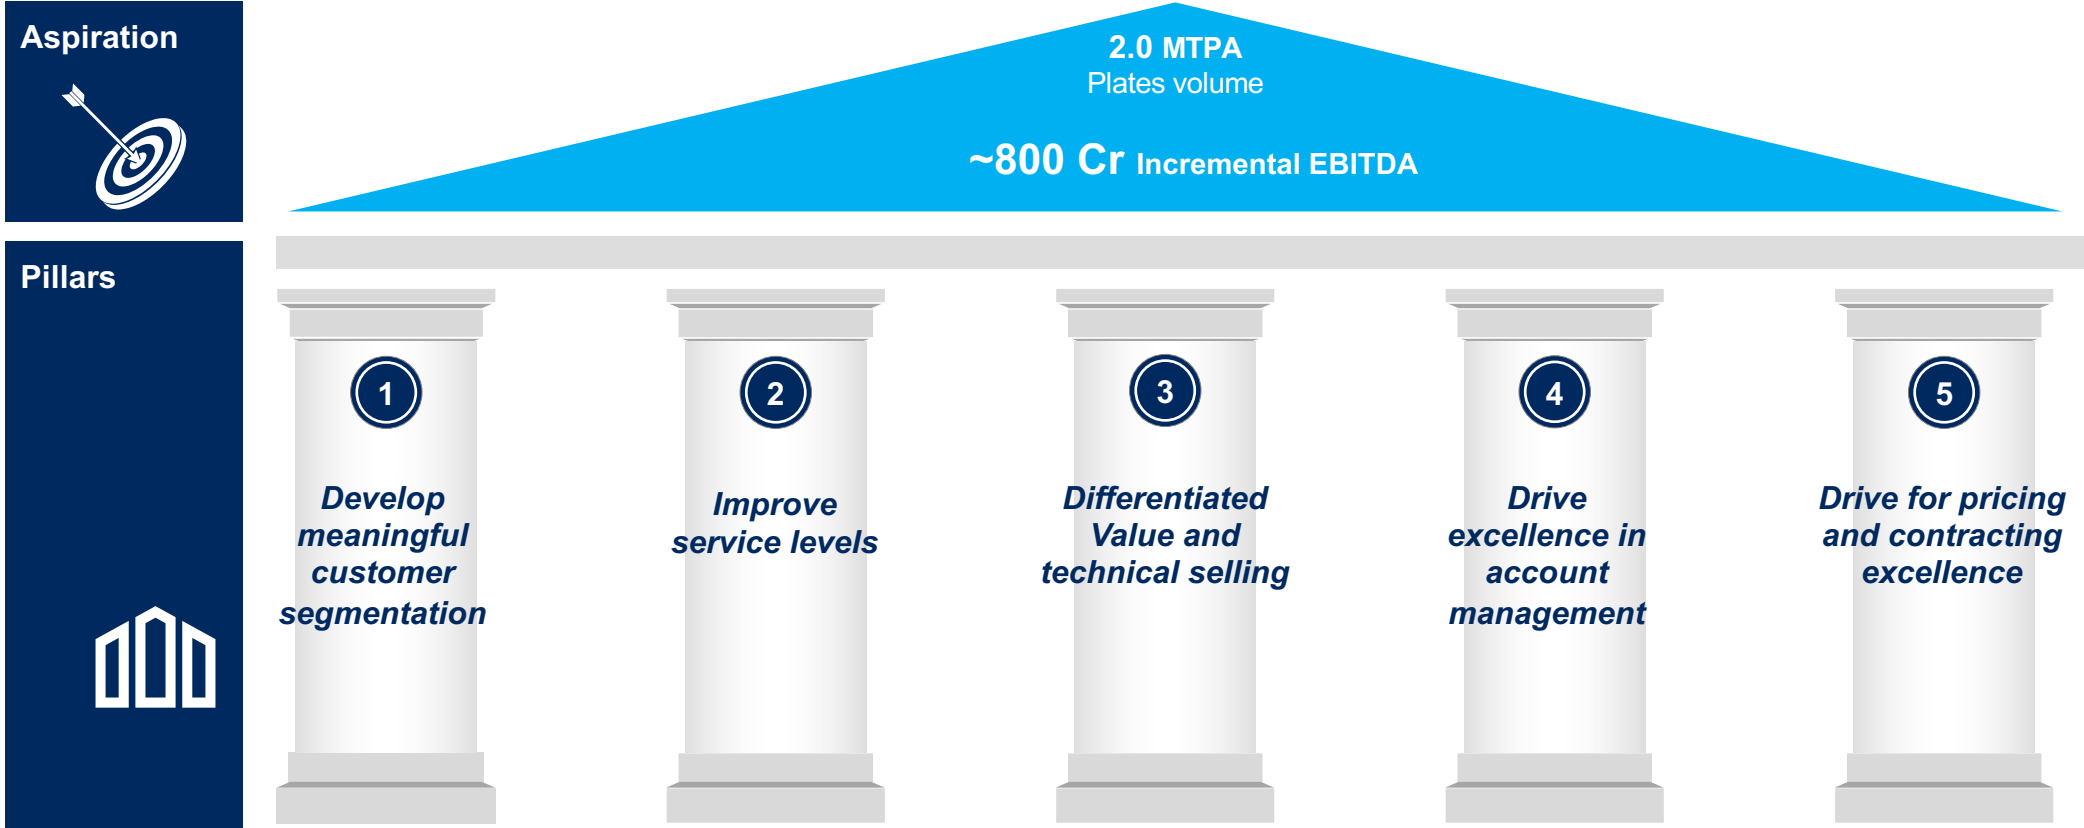 Aspiration
2.0 MTPA
Plates volume
~800 Cr Incremental EBITDA
Pillars
1
Develop
meaningful
customer
segmentation
2
Improve
service levels
3
Differentiated
Value and
technical selling
4
Drive
excellence in
account
management
5
Drive for pricing
and contracting
excellence